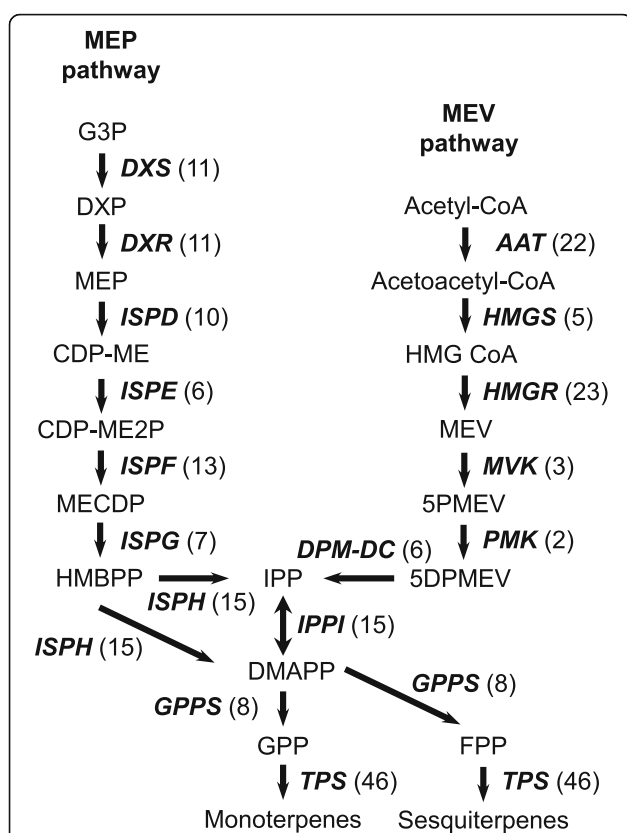 MEP
pathway
G3P
DXS (11)
DXP
DXR (11)
MEP
ISPD (10)
CDP-ME
ISPE (6)
CDP-ME2P
ISPF (13)
MECDP
ISPG (7)
HMBPP
ISPH (15)
ISPH (15)
MEV
pathway
Acetyl-CoA
AAT (22)
Acetoacetyl-CoA
HMGS (5)
HMG CoA
HMGR (23)
MEV
MVK (3)
5PMEV
PMK (2)
5DPMEV
DPM-DC (6)
IPP
IPPI (15)
DMAPP
GPPS (8)
GPPS (8)
GPP
FPP
TPS (46)
TPS (46)
Monoterpenes
Sesquiterpenes